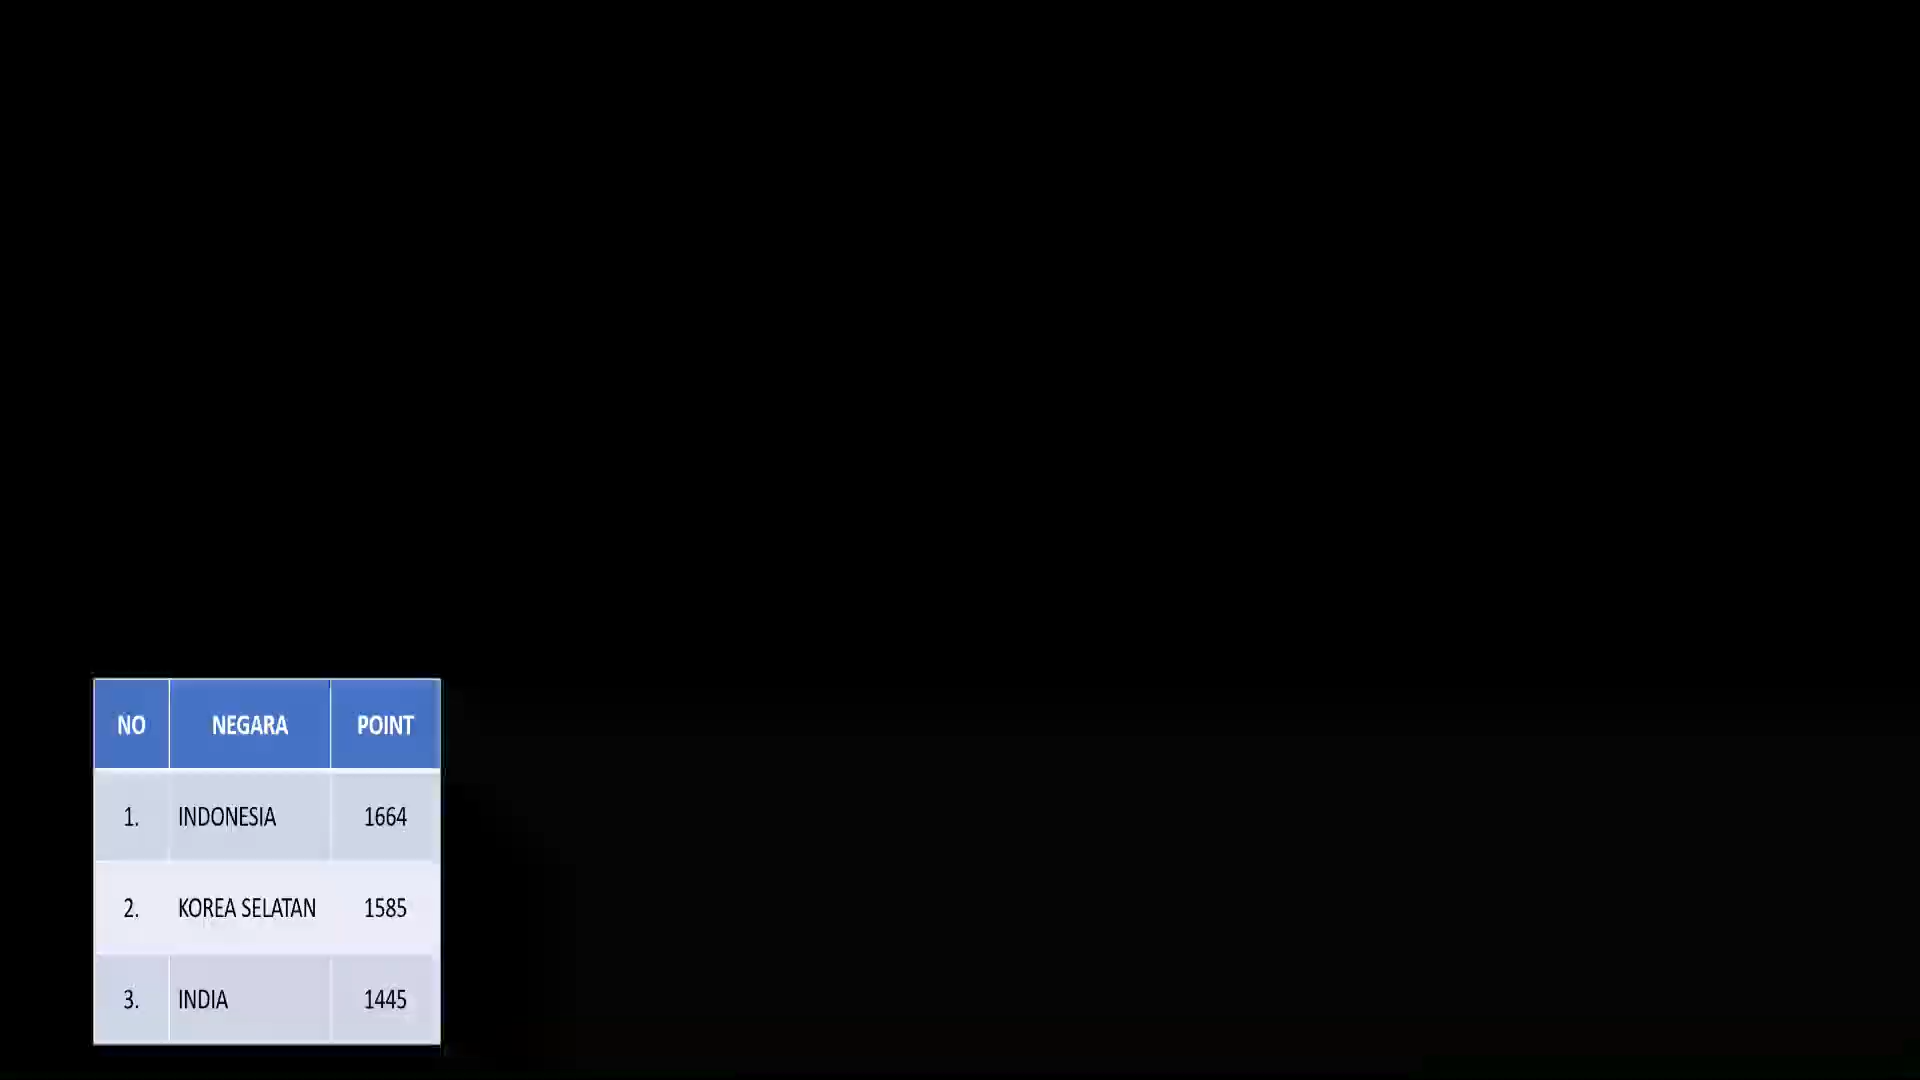 NO NEGARA POINT
1. INDONESIA 1664
2. KOREA SELATAN 1585
3. INDIA 1445